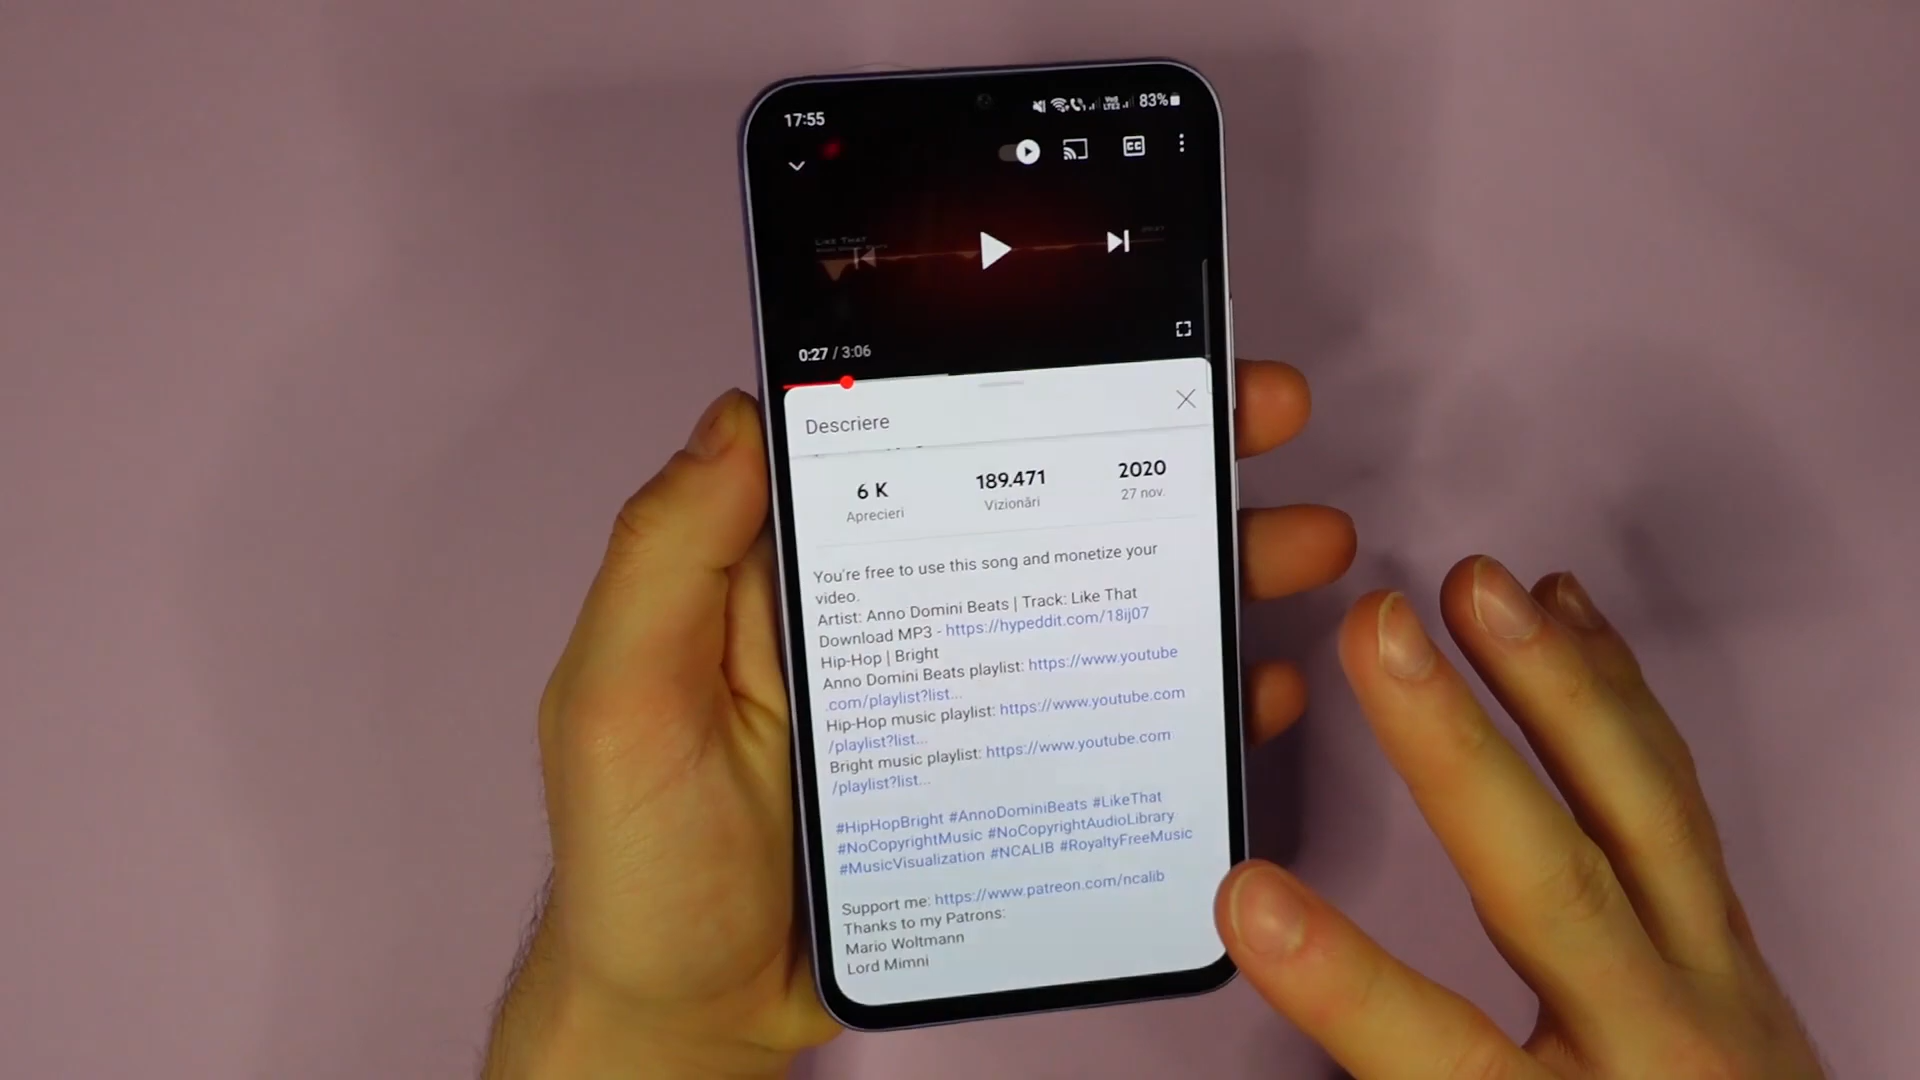 17:55
Vo) LTE2 83%
CC
LIKE THAT
0:27 / 3:06
Descriere
6 K
189.471
2020
Aprecieri
Vizionări
27 nov.
You're free to use this song and monetize your
video.
Artist: Anno Domini Beats | Track: Like That
Download MP3 - https://hypeddit.com/18ij07
Hip-Hop | Bright
Anno Domini Beats playlist: https://www.youtube
.com/playlist?list...
Hip-Hop music playlist: https://www.youtube.com
/playlist?list...
Bright music playlist: https://www.youtube.com
/playlist?list...
#HipHopBright #AnnoDominiBeats #LikeThat
#NoCopyrightMusic #NoCopyrightAudioLibrary
#MusicVisualization #NCALIB #RoyaltyFreeMusic
Support me: https://www.patreon.com/ncalib
Thanks to my Patrons:
Mario Woltmann
Lord Mimni